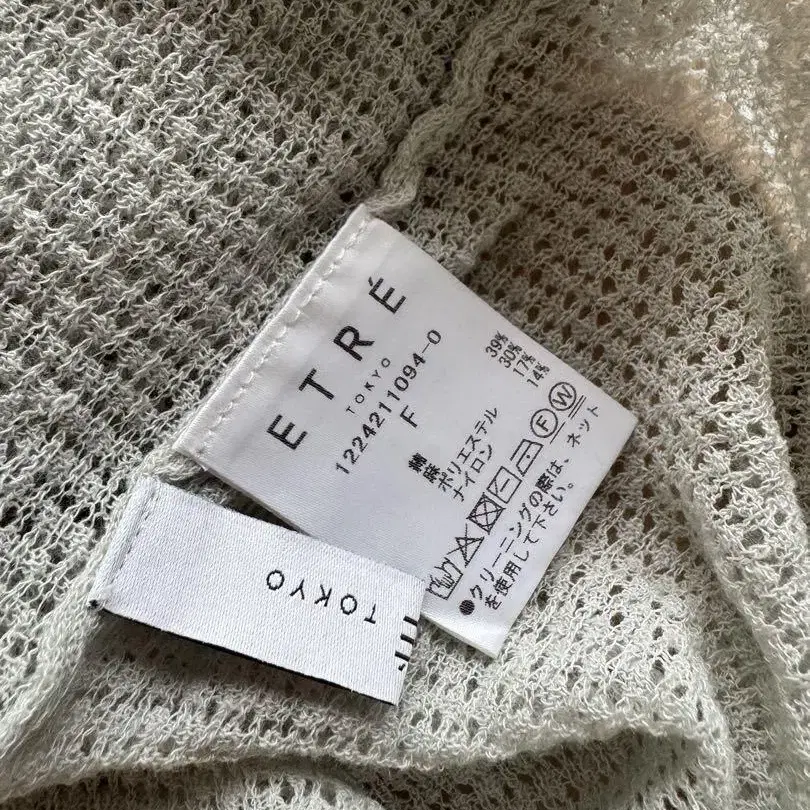 ETRÉ
TOKYO
1224211094-0
F
綿 39%
麻 30%
ポリエステル 17%
ナイロン 14%
F W
●クリーニングの際は、ネット
を使用して下さい。
TOKYO